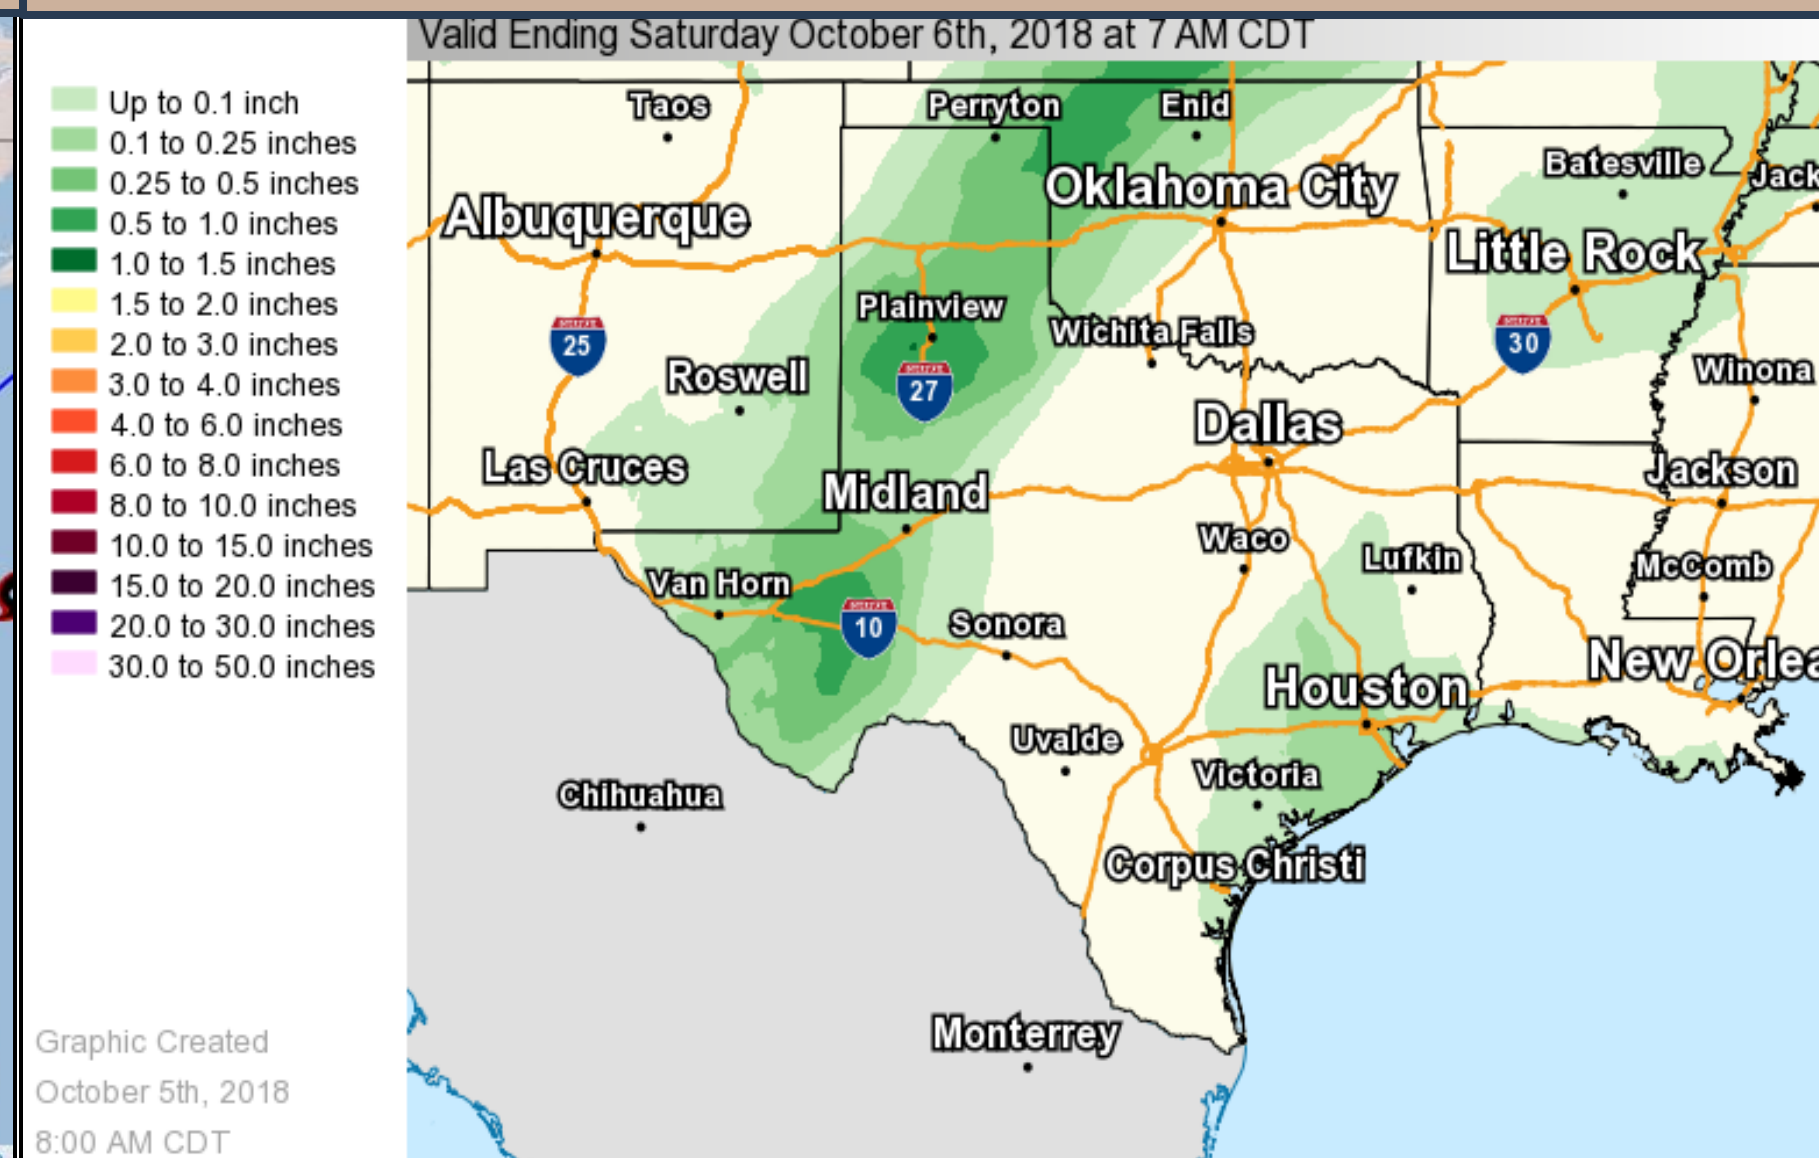 Valid Ending Saturday October 6th, 2018 at 7 AM CDT
Up to 0.1 inch
0.1 to 0.25 inches
0.25 to 0.5 inches
0.5 to 1.0 inches
1.0 to 1.5 inches
1.5 to 2.0 inches
2.0 to 3.0 inches
3.0 to 4.0 inches
4.0 to 6.0 inches
6.0 to 8.0 inches
8.0 to 10.0 inches
10.0 to 15.0 inches
15.0 to 20.0 inches
20.0 to 30.0 inches
30.0 to 50.0 inches
Graphic Created
October 5th, 2018
8:00 AM CDT
Taos
Perryton
Enid
Batesville
Jack
Oklahoma City
Albuquerque
Little Rock
Plainview
Wichita Falls
25
30
Roswell
27
Winona
Dallas
Las Cruces
Midland
Jackson
Waco
Lufkin
McComb
Van Horn
10
Sonora
New Orlea
Houston
Uvalde
Victoria
Chihuahua
Corpus Christi
Monterrey